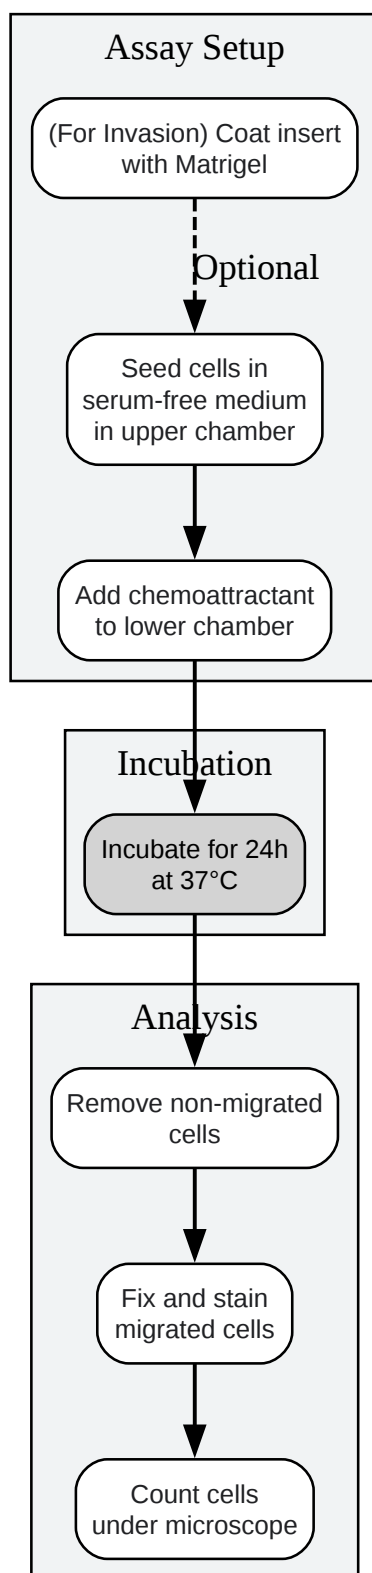 Assay Setup
(For Invasion) Coat insert
with Matrigel
Optional
Seed cells in
serum-free medium
in upper chamber
Add chemoattractant
to lower chamber
Incubation
Incubate for 24h
at 37°C
Analysis
Remove non-migrated
cells
Fix and stain
migrated cells
Count cells
under microscope